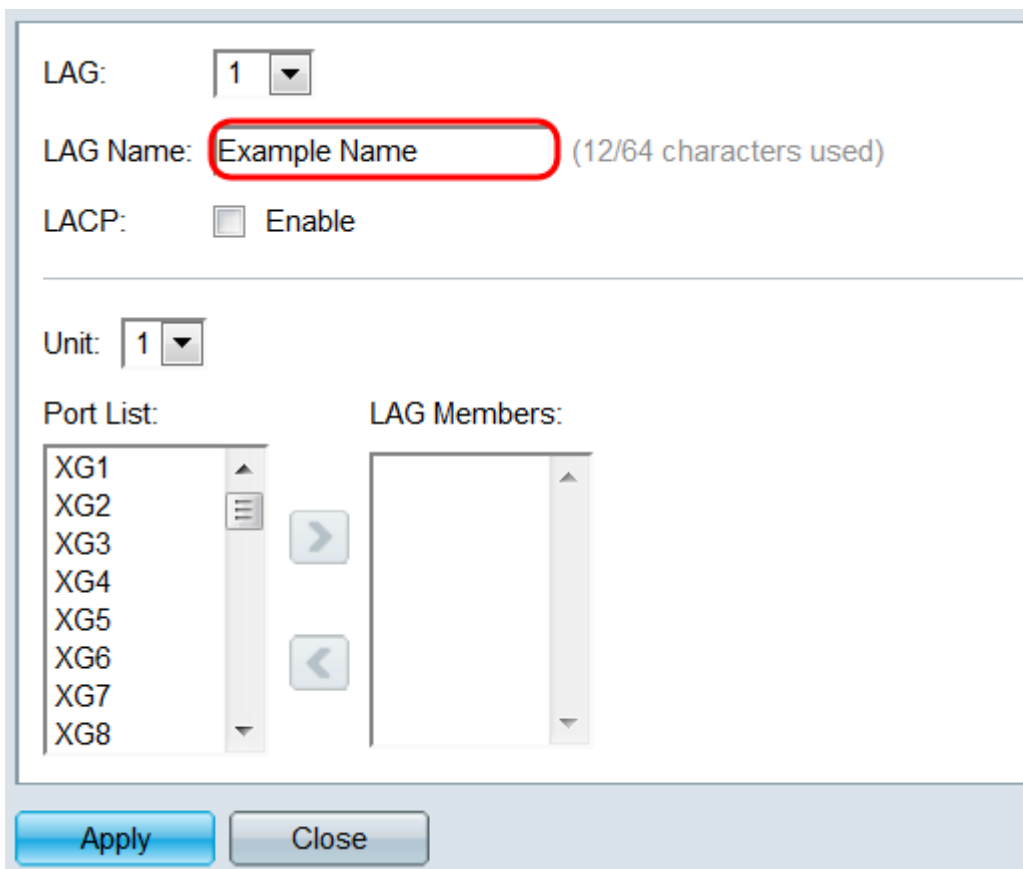 LAG: 1
LAG Name: Example Name (12/64 characters used)
LACP: Enable
Unit: 1
Port List: LAG Members:
XG1
XG2
XG3
XG4
XG5
XG6
XG7
XG8
Apply Close